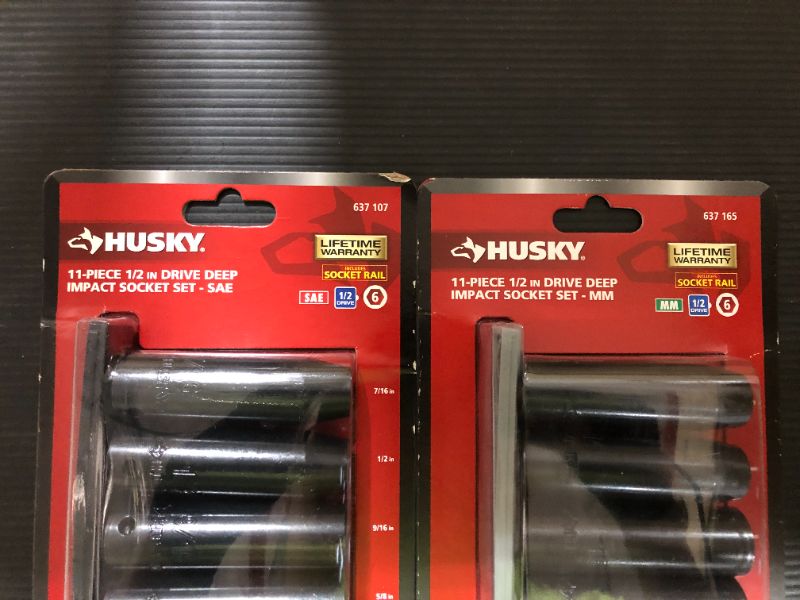 637 107
HUSKY
LIFETIME
WARRANTY
11-PIECE 1/2 IN DRIVE DEEP
IMPACT SOCKET SET - SAE
INCLUDES
SOCKET RAIL
SAE
1/2
DRIVE
6
7/16 in
1/2 in
9/16 in
5/8 in
637 165
HUSKY
LIFETIME
WARRANTY
11-PIECE 1/2 IN DRIVE DEEP
IMPACT SOCKET SET - MM
INCLUDES
SOCKET RAIL
MM
1/2
DRIVE
6